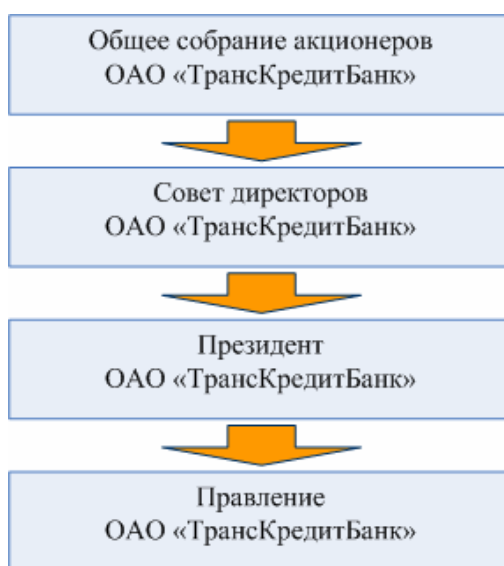 Общее собрание акционеров
ОАО «ТрансКредитБанк»
Совет директоров
ОАО «ТрансКредитБанк»
Президент
ОАО «ТрансКредитБанк»
Правление
ОАО «ТрансКредитБанк»